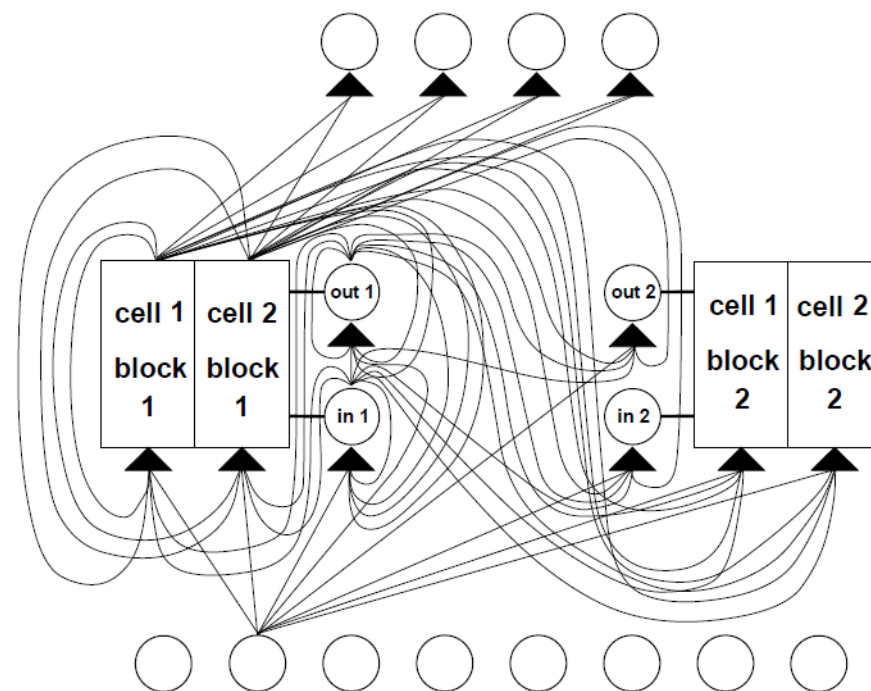 cell 1 cell 2
block block
1 1
out 1
in 1
out 2
in 2
cell 1 cell 2
block block
2 2